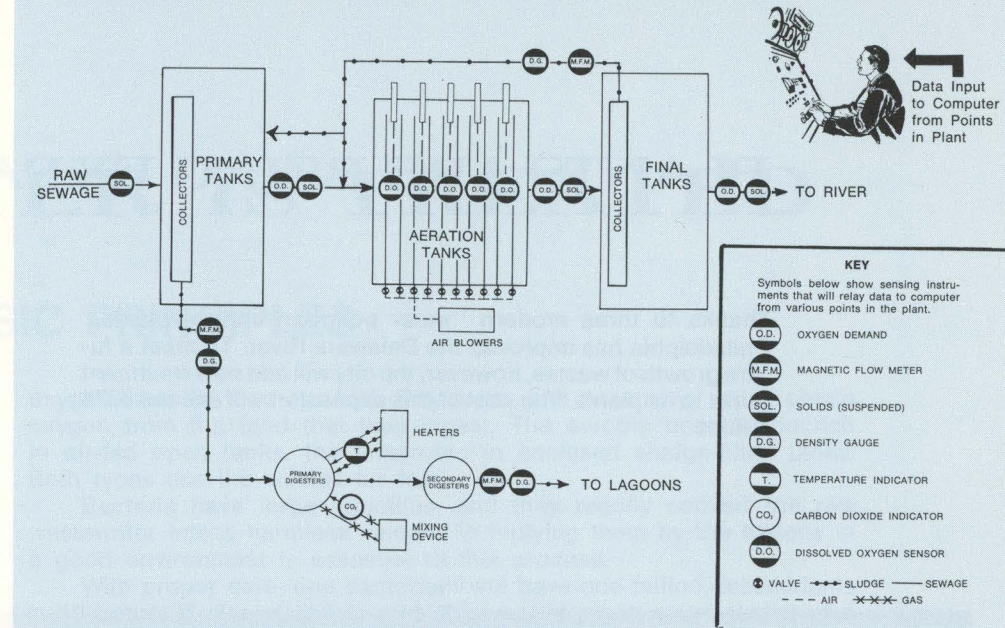 D.G.
M.F.M.
Data Input
to Computer
from Points
in Plant
RAW
SEWAGE
SOL.
COLLECTORS
PRIMARY
TANKS
O.D.
SOL.
D.O.
D.O.
D.O.
D.O.
D.O.
AERATION
TANKS
O.D.
SOL.
COLLECTORS
FINAL
TANKS
O.D.
SOL.
TO RIVER
AIR BLOWERS
M.F.M.
D.G.
HEATERS
T
PRIMARY
DIGESTERS
CO₂
MIXING
DEVICE
SECONDARY
DIGESTERS
M.F.M
D.G.
TO LAGOONS
KEY
Symbols below show sensing instru-
ments that will relay data to computer
from various points in the plant.
O.D. OXYGEN DEMAND
M.F.M. MAGNETIC FLOW METER
SOL. SOLIDS (SUSPENDED)
D.G. DENSITY GAUGE
T. TEMPERATURE INDICATOR
CO₂ CARBON DIOXIDE INDICATOR
D.O. DISSOLVED OXYGEN SENSOR
VALVE SLUDGE SEWAGE
AIR GAS